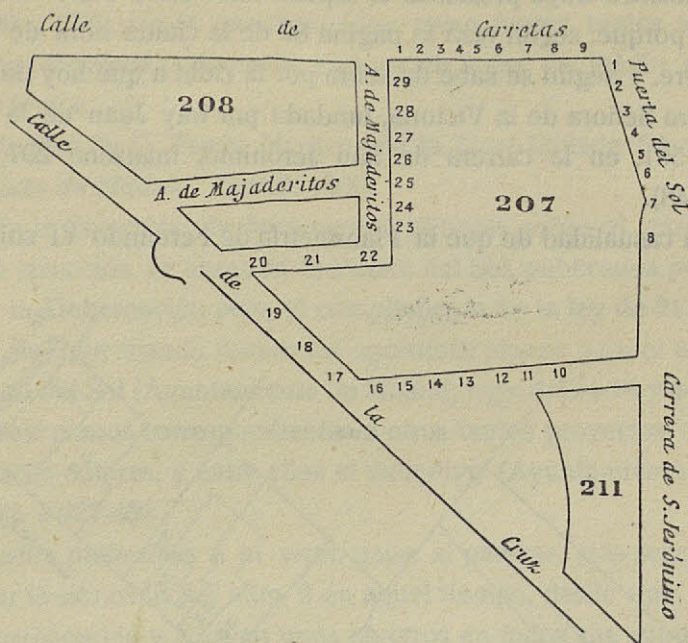 Calle de Carretas
1 2 3 4 5 6 7 8 9
1
2
3
4
5
6
7
8
Puerta del Sol
208
A. de Majaderitos
29
28
27
26
25
24
23
207
A. de Majaderitos
20 21 22
19
18
17
16 15 14 13 12 11 10
Calle de la Cruz
211
Carrera de S. Jerónimo